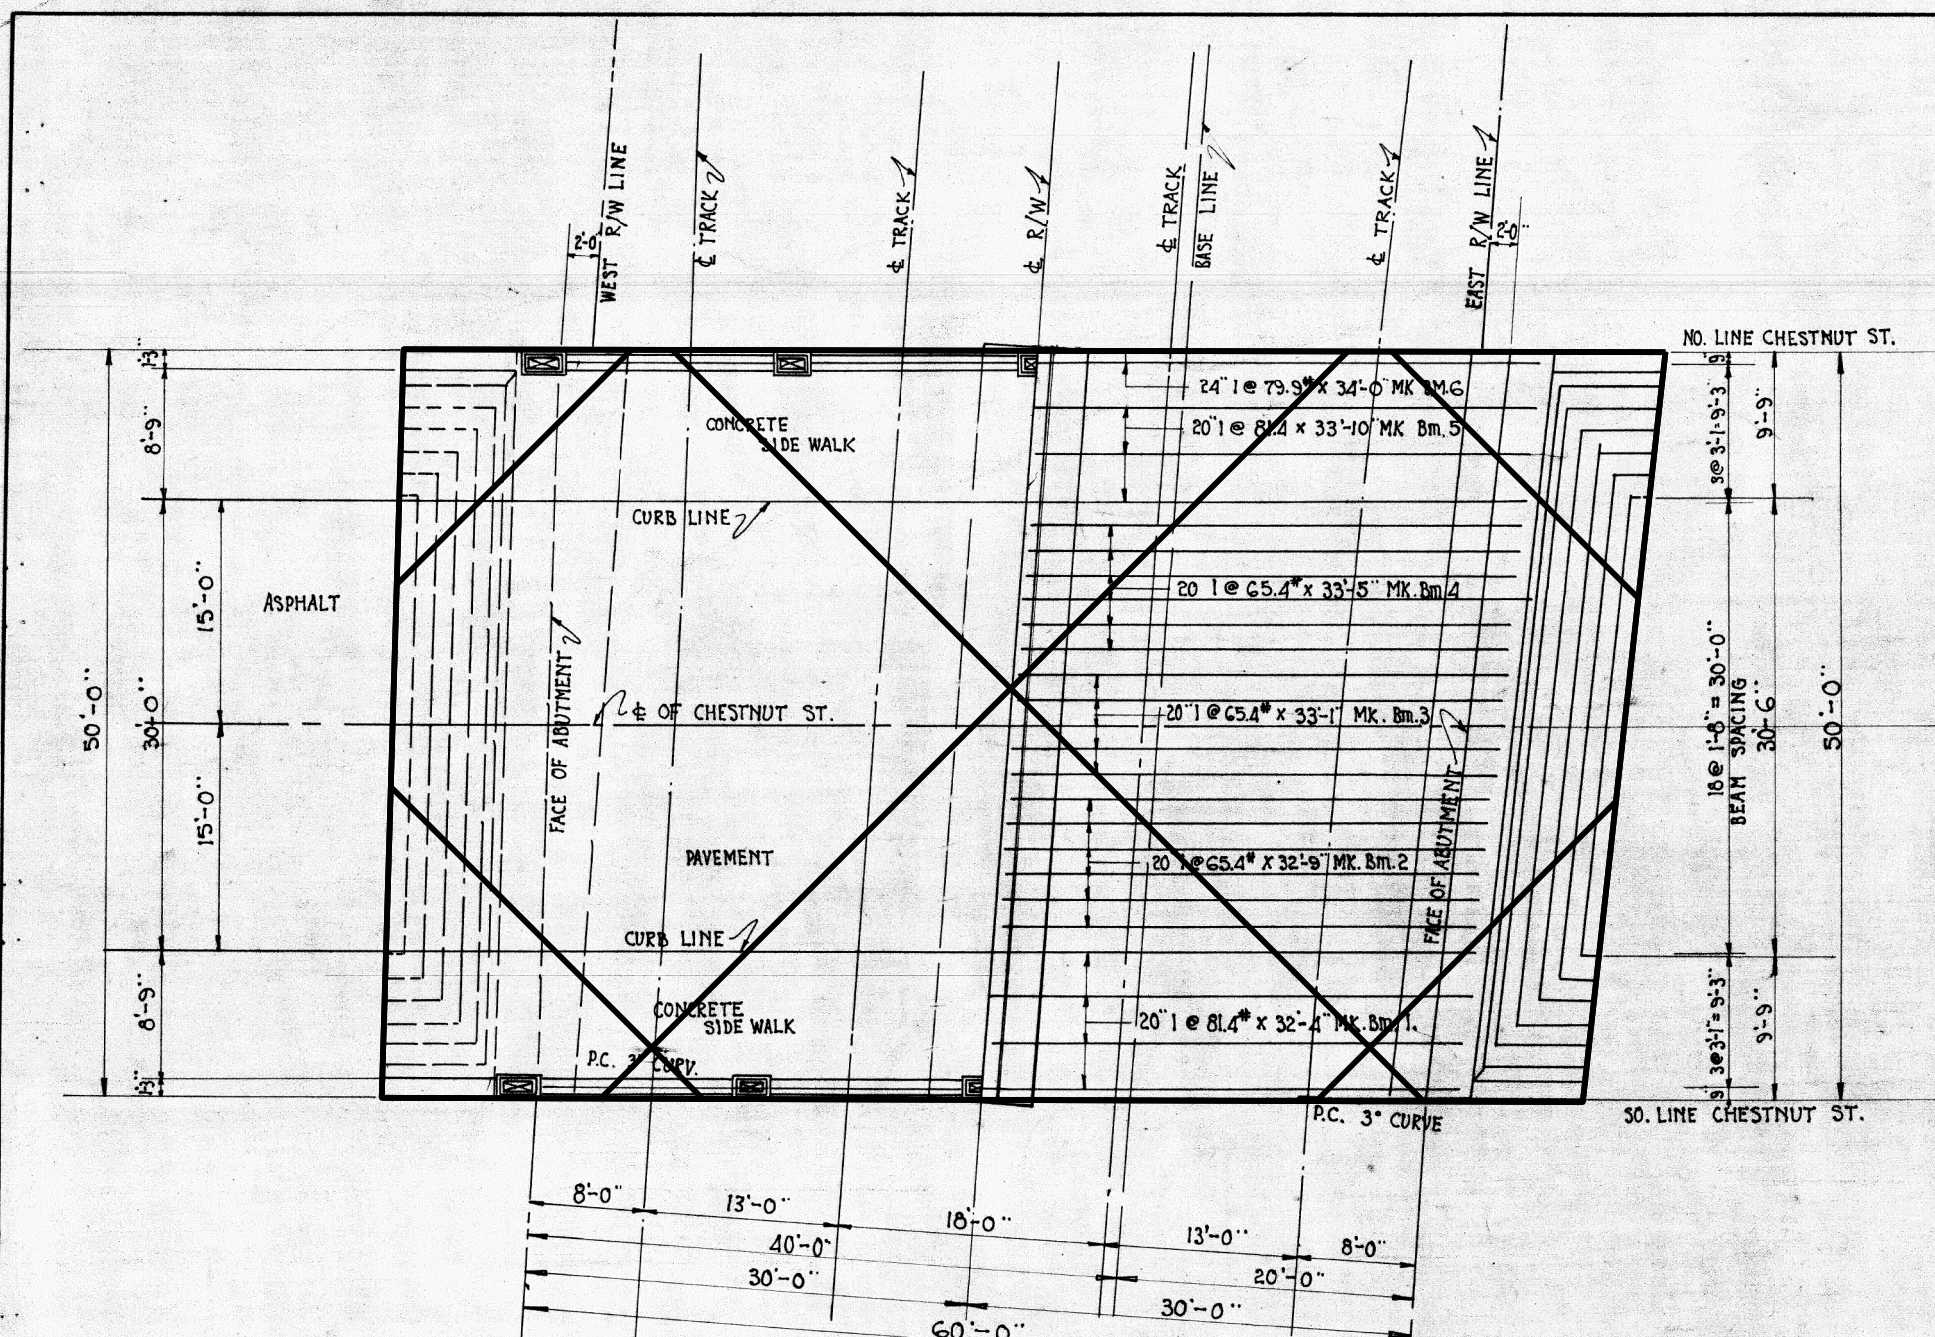 WEST R/W LINE
℄ TRACK
℄ TRACK
℄ R/W
℄ TRACK
BASE LINE
℄ TRACK
EAST R/W LINE
2'-0"
2'-0"
NO. LINE CHESTNUT ST.
1'-3"
8'-9"
15'-0"
50'-0"
30'-0"
15'-0"
8'-9"
1'-3"
ASPHALT
CONCRETE
SIDE WALK
CURB LINE
FACE OF ABUTMENT
℄ OF CHESTNUT ST.
PAVEMENT
CURB LINE
CONCRETE
SIDE WALK
P.C. 3° CURV.
24" I @ 79.9# x 34'-0" MK BM.6
20" I @ 81.4 x 33'-10" MK Bm.5
20 I @ 65.4# x 33'-5" MK. Bm.4
20" I @ 65.4# x 33'-1" MK. Bm.3
20 I @ 65.4# x 32'-9" MK. Bm.2
20" I @ 81.4# x 32'-4" MK. Bm. 1.
FACE OF ABUTMENT
9"
3@3'-1=9'-3"
9'-9"
18@ 1'-8" = 30'-0"
BEAM SPACING
30'-6"
50'-0"
3@3'-1"=9'-3"
9'-9"
9"
P.C. 3° CURVE
SO. LINE CHESTNUT ST.
8'-0"
13'-0"
18'-0"
13'-0"
8'-0"
40'-0"
20'-0"
30'-0"
30'-0"
60'-0"